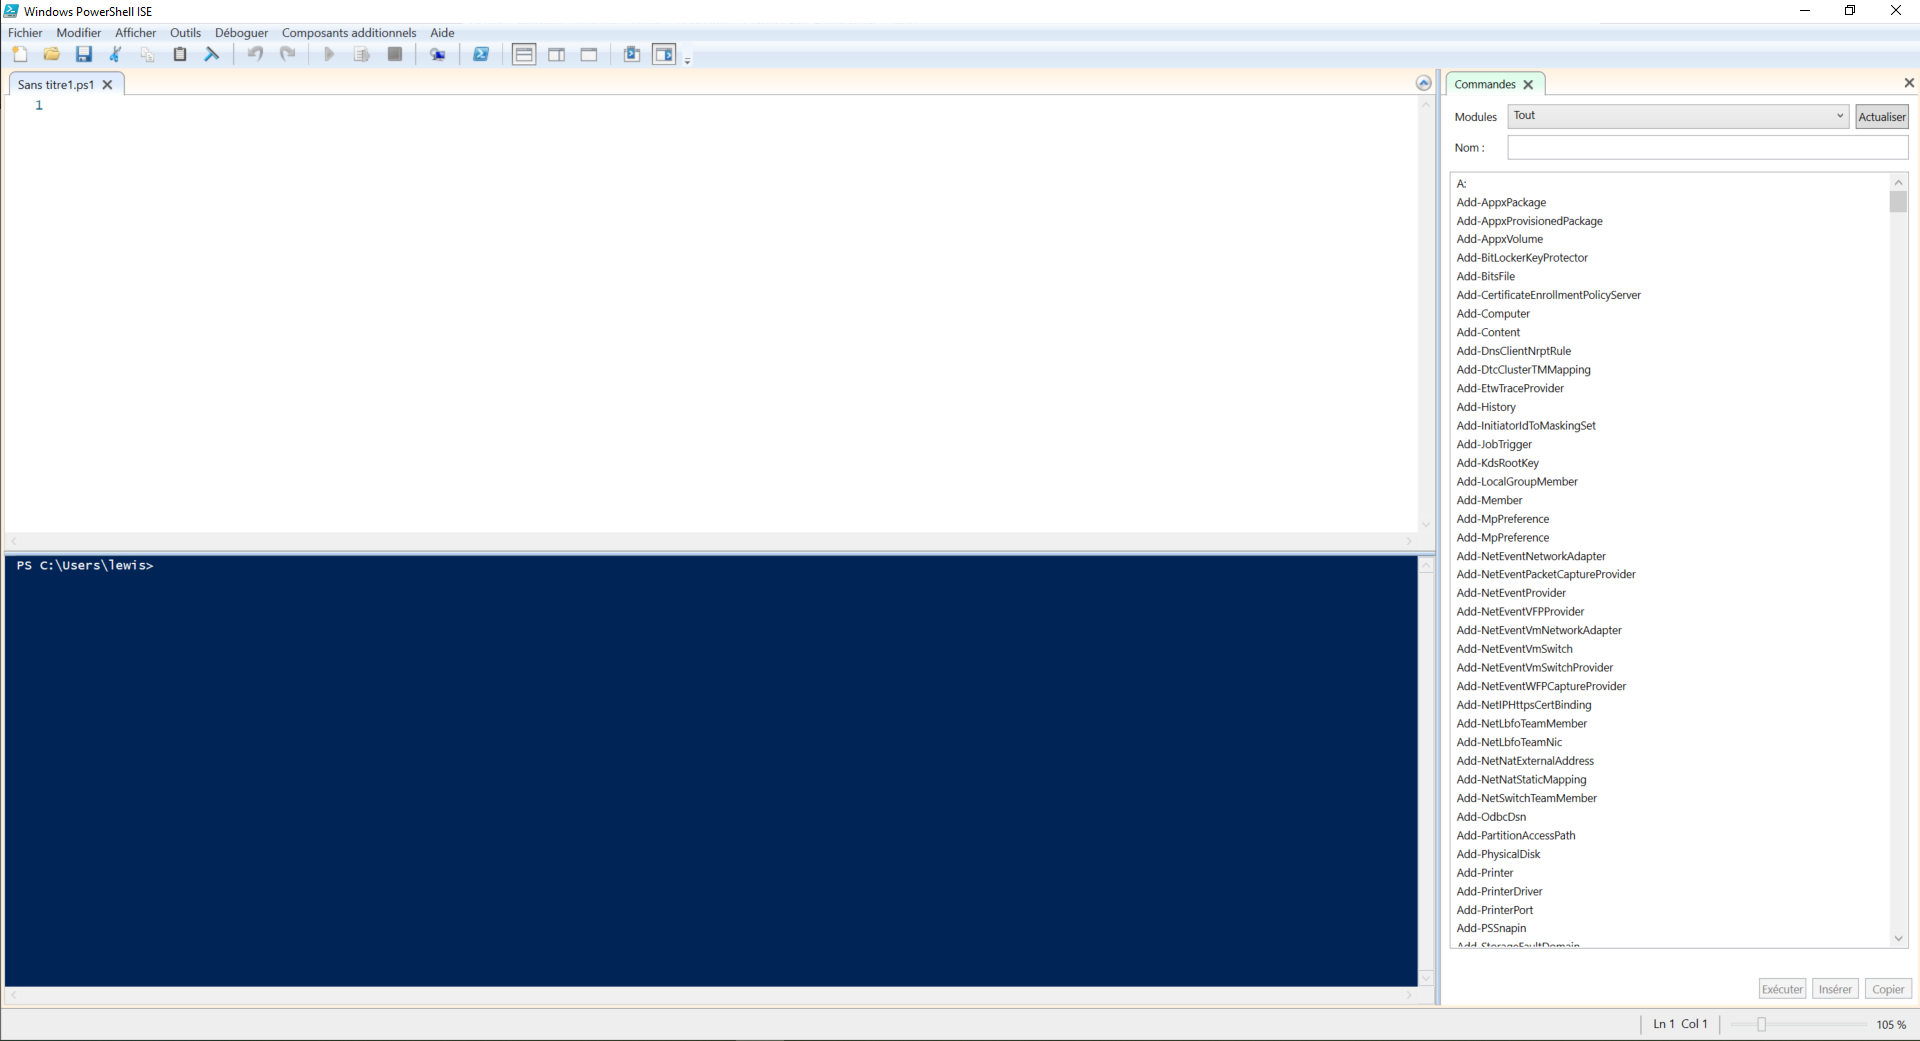 Windows PowerShell ISE
Fichier Modifier Afficher Outils Déboguer Composants additionnels Aide
Sans titre1.ps1
1
PS C:\Users\lewis>
Commandes
Modules Tout Actualiser
Nom :
A:
Add-AppxPackage
Add-AppxProvisionedPackage
Add-AppxVolume
Add-BitLockerKeyProtector
Add-BitsFile
Add-CertificateEnrollmentPolicyServer
Add-Computer
Add-Content
Add-DnsClientNrptRule
Add-DtcClusterTMMapping
Add-EtwTraceProvider
Add-History
Add-InitiatorIdToMaskingSet
Add-JobTrigger
Add-KdsRootKey
Add-LocalGroupMember
Add-Member
Add-MpPreference
Add-MpPreference
Add-NetEventNetworkAdapter
Add-NetEventPacketCaptureProvider
Add-NetEventProvider
Add-NetEventVFPProvider
Add-NetEventVmNetworkAdapter
Add-NetEventVmSwitch
Add-NetEventVmSwitchProvider
Add-NetEventWFPCaptureProvider
Add-NetIPHttpsCertBinding
Add-NetLbfoTeamMember
Add-NetLbfoTeamNic
Add-NetNatExternalAddress
Add-NetNatStaticMapping
Add-NetSwitchTeamMember
Add-OdbcDsn
Add-PartitionAccessPath
Add-PhysicalDisk
Add-Printer
Add-PrinterDriver
Add-PrinterPort
Add-PSSnapin
Add-StorageFaultDomain
Exécuter Insérer Copier
Ln 1 Col 1 105 %